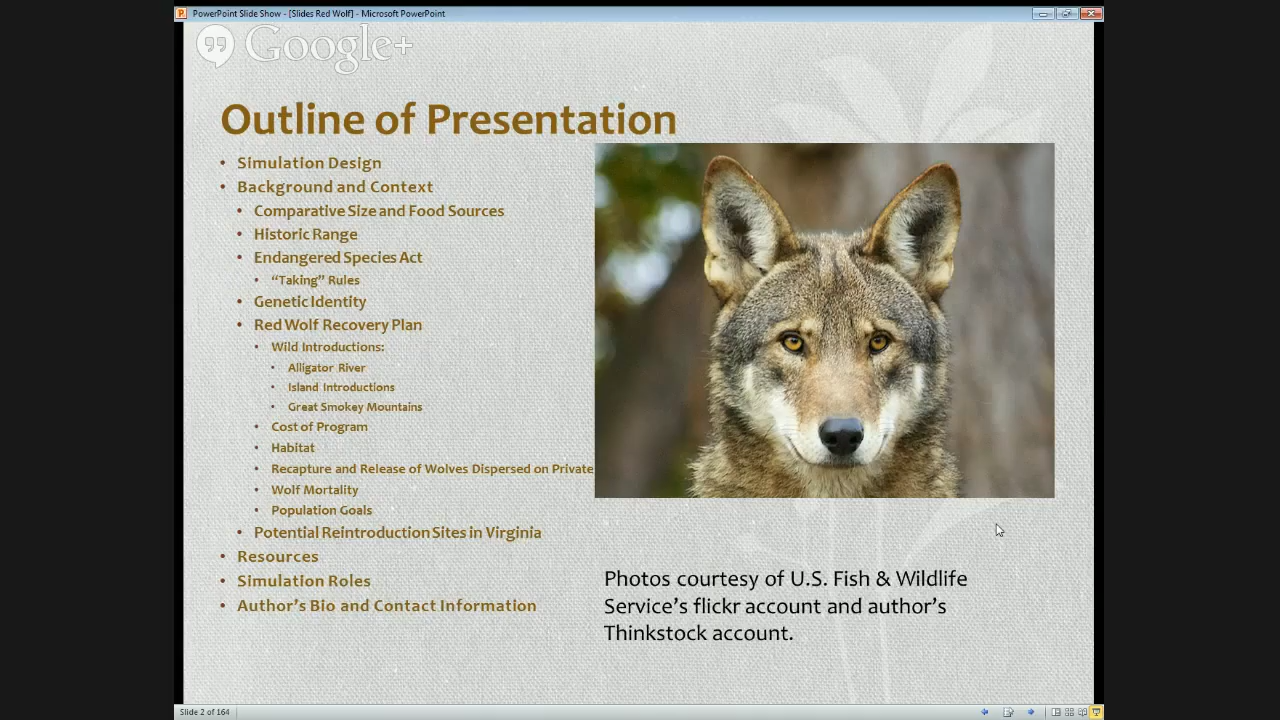 PowerPoint Slide Show - [Slides Red Wolf] - Microsoft PowerPoint
Google+
Outline of Presentation
• Simulation Design
• Background and Context
• Comparative Size and Food Sources
• Historic Range
• Endangered Species Act
• “Taking” Rules
• Genetic Identity
• Red Wolf Recovery Plan
• Wild Introductions:
• Alligator River
• Island Introductions
• Great Smokey Mountains
• Cost of Program
• Habitat
• Recapture and Release of Wolves Dispersed on Private
• Wolf Mortality
• Population Goals
• Potential Reintroduction Sites in Virginia
• Resources
• Simulation Roles
• Author’s Bio and Contact Information
Photos courtesy of U.S. Fish & Wildlife
Service’s flickr account and author’s
Thinkstock account.
Slide 2 of 164